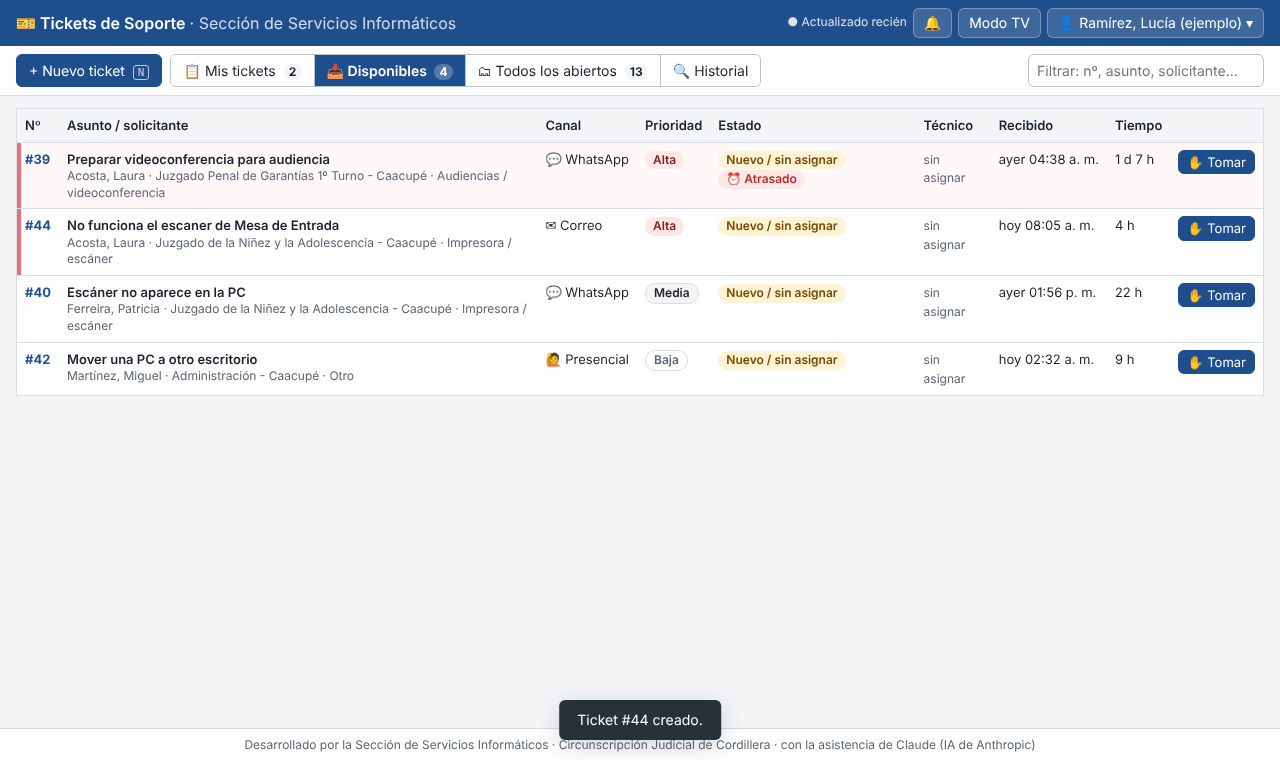 🎫 Tickets de Soporte · Sección de Servicios Informáticos
● Actualizado recién
🔔
Modo TV
👤 Ramírez, Lucía (ejemplo) ▾
+ Nuevo ticket N
📋 Mis tickets 2
📥 Disponibles 4
🗂 Todos los abiertos 13
🔍 Historial
Filtrar: nº, asunto, solicitante...
Nº Asunto / solicitante Canal Prioridad Estado Técnico Recibido Tiempo
#39 Preparar videoconferencia para audiencia 💬 WhatsApp Alta Nuevo / sin asignar sin ayer 04:38 a. m. 1 d 7 h ✋ Tomar
Acosta, Laura · Juzgado Penal de Garantías 1º Turno - Caacupé · Audiencias / ⏰ Atrasado asignar
videoconferencia
#44 No funciona el escaner de Mesa de Entrada ✉ Correo Alta Nuevo / sin asignar sin hoy 08:05 a. m. 4 h ✋ Tomar
Acosta, Laura · Juzgado de la Niñez y la Adolescencia - Caacupé · Impresora / asignar
escáner
#40 Escáner no aparece en la PC 💬 WhatsApp Media Nuevo / sin asignar sin ayer 01:56 p. m. 22 h ✋ Tomar
Ferreira, Patricia · Juzgado de la Niñez y la Adolescencia - Caacupé · Impresora / asignar
escáner
#42 Mover una PC a otro escritorio 🙋 Presencial Baja Nuevo / sin asignar sin hoy 02:32 a. m. 9 h ✋ Tomar
Martínez, Miguel · Administración - Caacupé · Otro asignar
Ticket #44 creado.
Desarrollado por la Sección de Servicios Informáticos · Circunscripción Judicial de Cordillera · con la asistencia de Claude (IA de Anthropic)